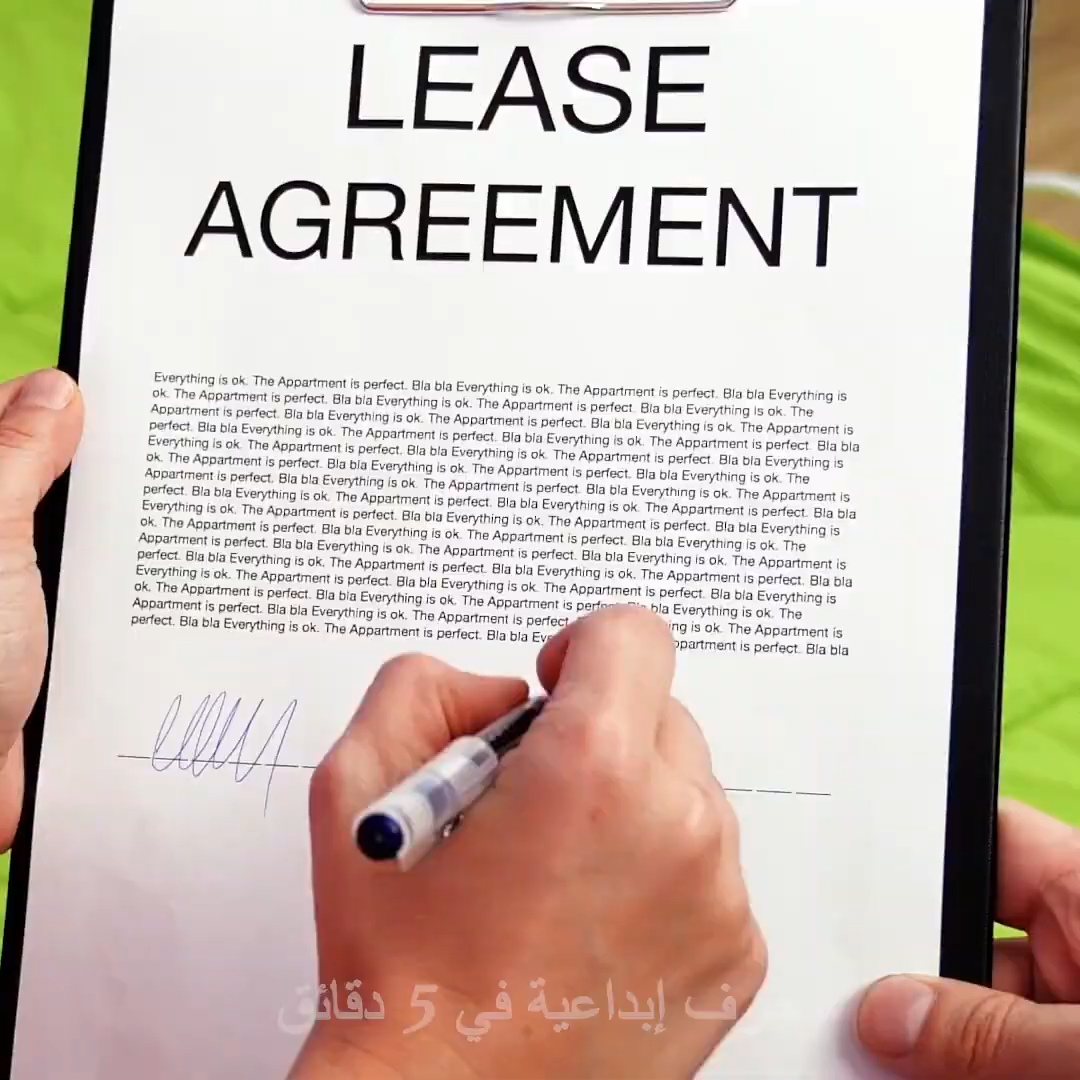 LEASE
AGREEMENT
Everything is ok. The Appartment is perfect. Bla bla Everything is ok. The Appartment is perfect. Bla bla Everything is
ok. The Appartment is perfect. Bla bla Everything is ok. The Appartment is perfect. Bla bla Everything is ok. The
Appartment is perfect. Bla bla Everything is ok. The Appartment is perfect. Bla bla Everything is ok. The Appartment is
perfect. Bla bla Everything is ok. The Appartment is perfect. Bla bla Everything is ok. The Appartment is perfect. Bla bla
Everything is ok. The Appartment is perfect. Bla bla Everything is ok. The Appartment is perfect. Bla bla Everything is
ok. The Appartment is perfect. Bla bla Everything is ok. The Appartment is perfect. Bla bla Everything is ok. The
Appartment is perfect. Bla bla Everything is ok. The Appartment is perfect. Bla bla Everything is ok. The Appartment is
perfect. Bla bla Everything is ok. The Appartment is perfect. Bla bla Everything is ok. The Appartment is perfect. Bla bla
Everything is ok. The Appartment is perfect. Bla bla Everything is ok. The Appartment is perfect. Bla bla Everything is
ok. The Appartment is perfect. Bla bla Everything is ok. The Appartment is perfect. Bla bla Everything is ok. The
Appartment is perfect. Bla bla Everything is ok. The Appartment is perfect. Bla bla Everything is ok. The Appartment is
perfect. Bla bla Everything is ok. The Appartment is perfect. Bla bla Everything is ok. The Appartment is perfect. Bla bla
Everything is ok. The Appartment is perfect. Bla bla Everything is ok. The Appartment is perfect. Bla bla Everything is
ok. The Appartment is perfect. Bla bla Everything is ok. The Appartment is bla Everything is ok. The
Appartment is perfect. Bla bla Everything is ok. The Appartment is perfect is ok. The Appartment is
perfect. Bla bla Everything is ok. The Appartment is perfect. Bla bla is perfect. Bla bla
إبداعية في 5 دقائق